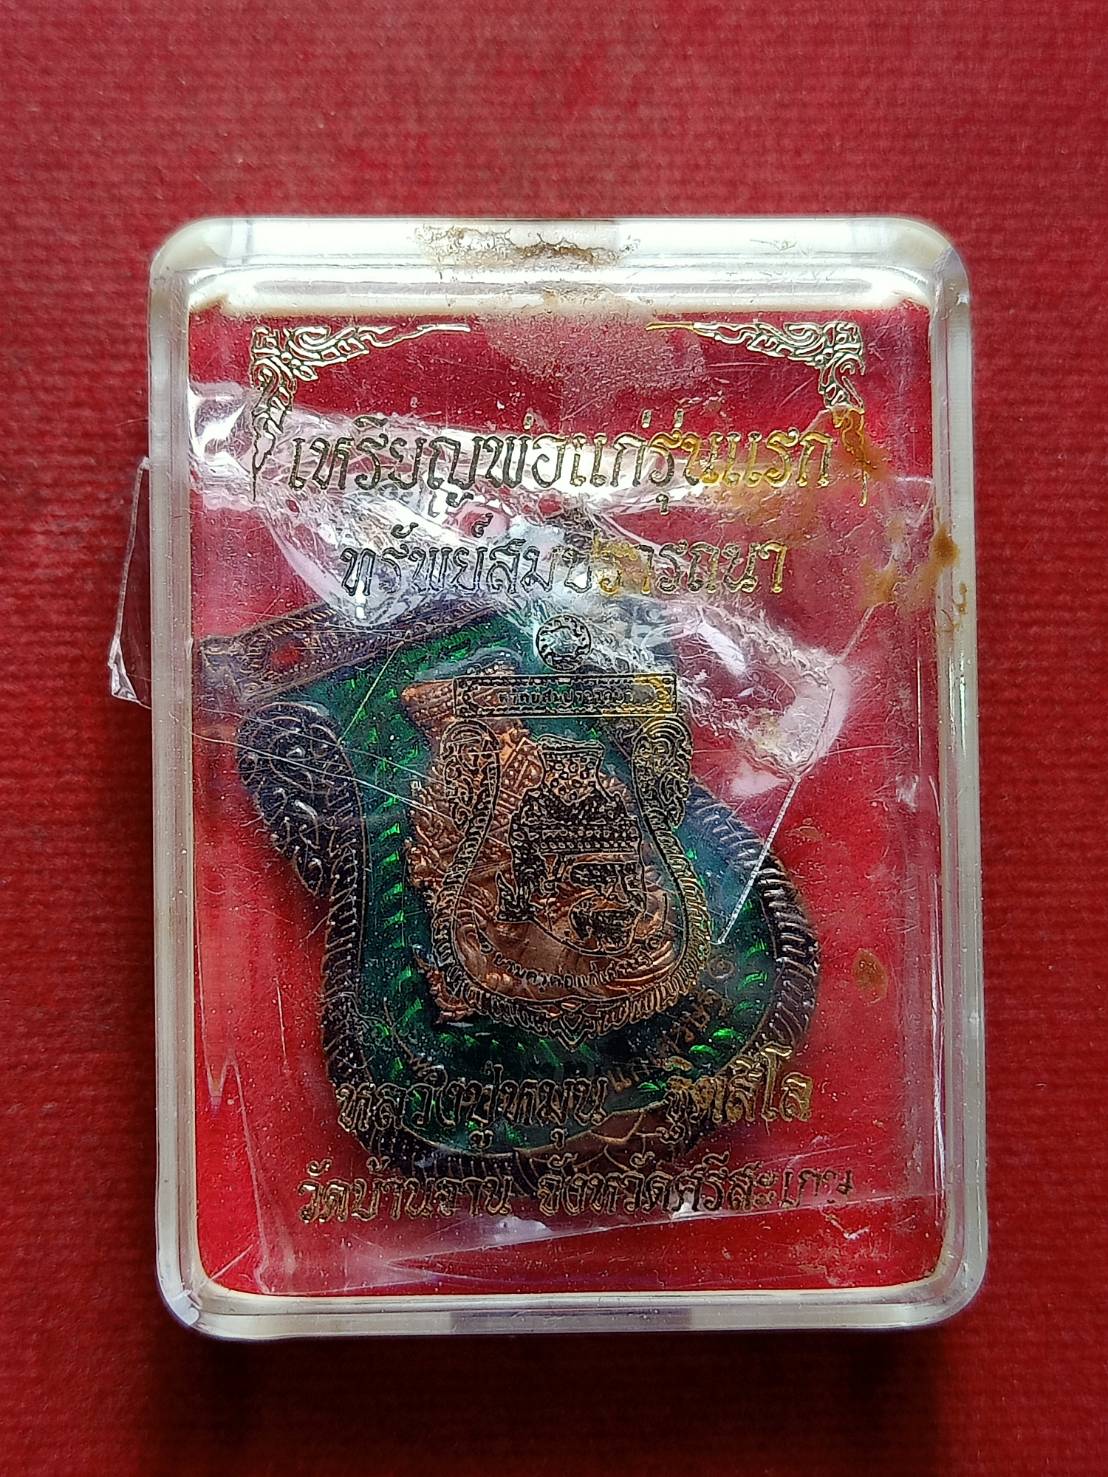 เหรียญพ่อแก่รุ่นแรก
ทรัพย์สมปรารถนา
หลวงปู่หมุน ฐิตสีโล
วัดบ้านจาน จังหวัดศรีสะเกษ